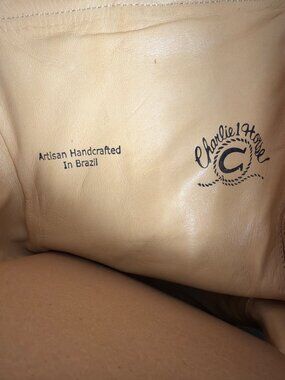 Artisan Handcrafted
In Brazil
Charlie 1 Horse
C